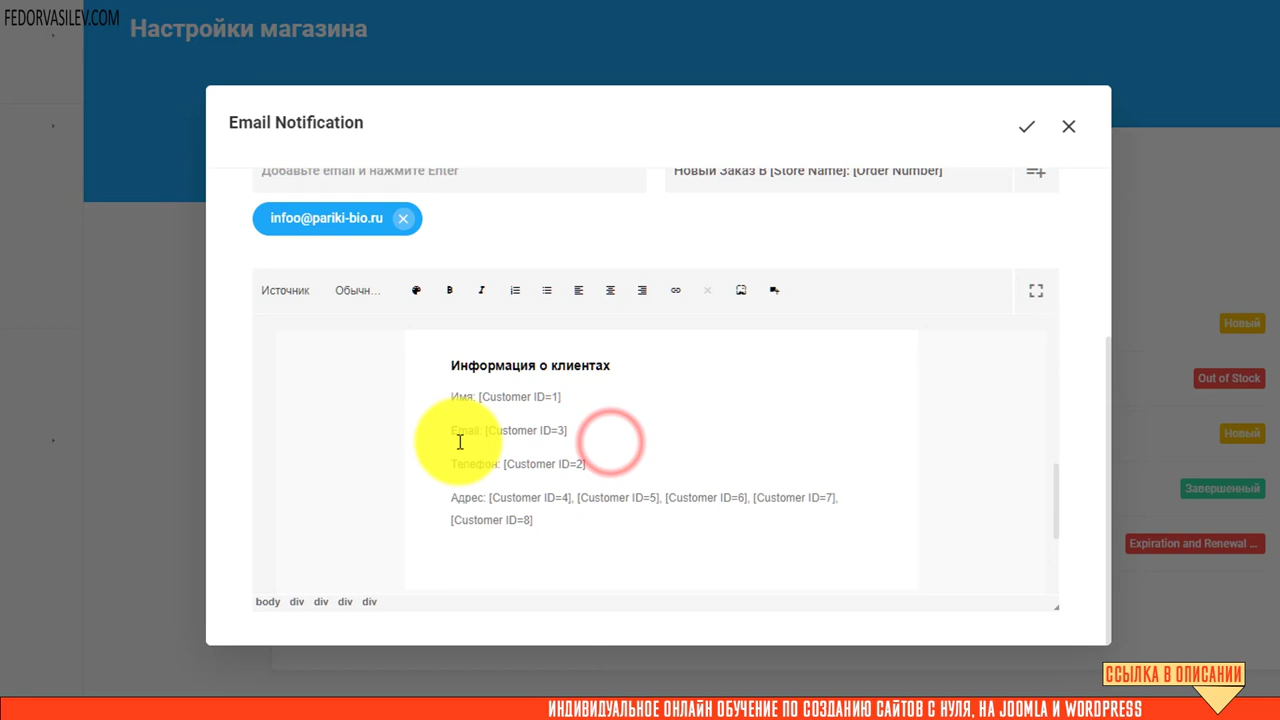 FEDORVASILEV.COM
Настройки магазина
Email Notification
Добавьте email и нажмите Enter
Новый Заказ В [Store Name]: [Order Number]
infoo@pariki-bio.ru
Источник Обычн... B I
Информация о клиентах
Имя: [Customer ID=1]
Email: [Customer ID=3]
Телефон: [Customer ID=2]
Адрес: [Customer ID=4], [Customer ID=5], [Customer ID=6], [Customer ID=7],
[Customer ID=8]
body div div div div
Новый
Out of Stock
Новый
Завершенный
Expiration and Renewal ...
ССЫЛКА В ОПИСАНИИ
ИНДИВИДУАЛЬНОЕ ОНЛАЙН ОБУЧЕНИЕ ПО СОЗДАНИЮ САЙТОВ С НУЛЯ, НА JOOMLA И WORDPRESS